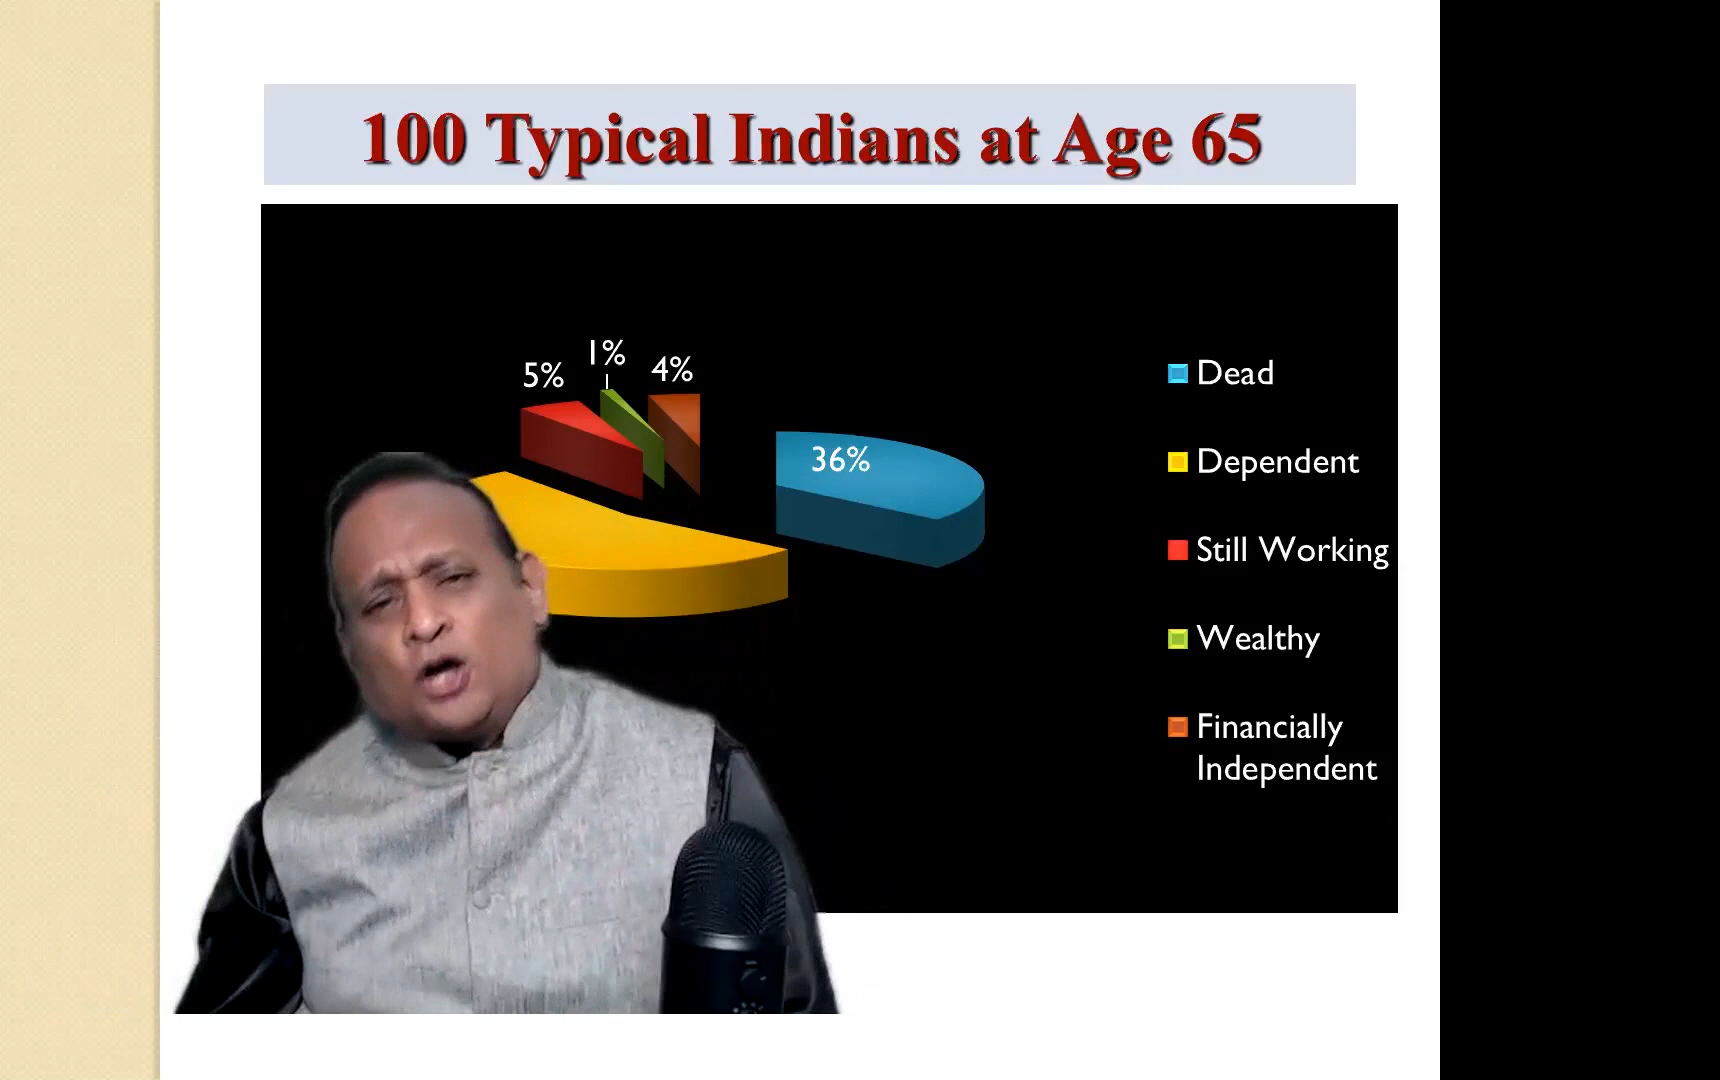 100 Typical Indians at Age 65
1%
5%
4%
36%
Dead
Dependent
Still Working
Wealthy
Financially
Independent